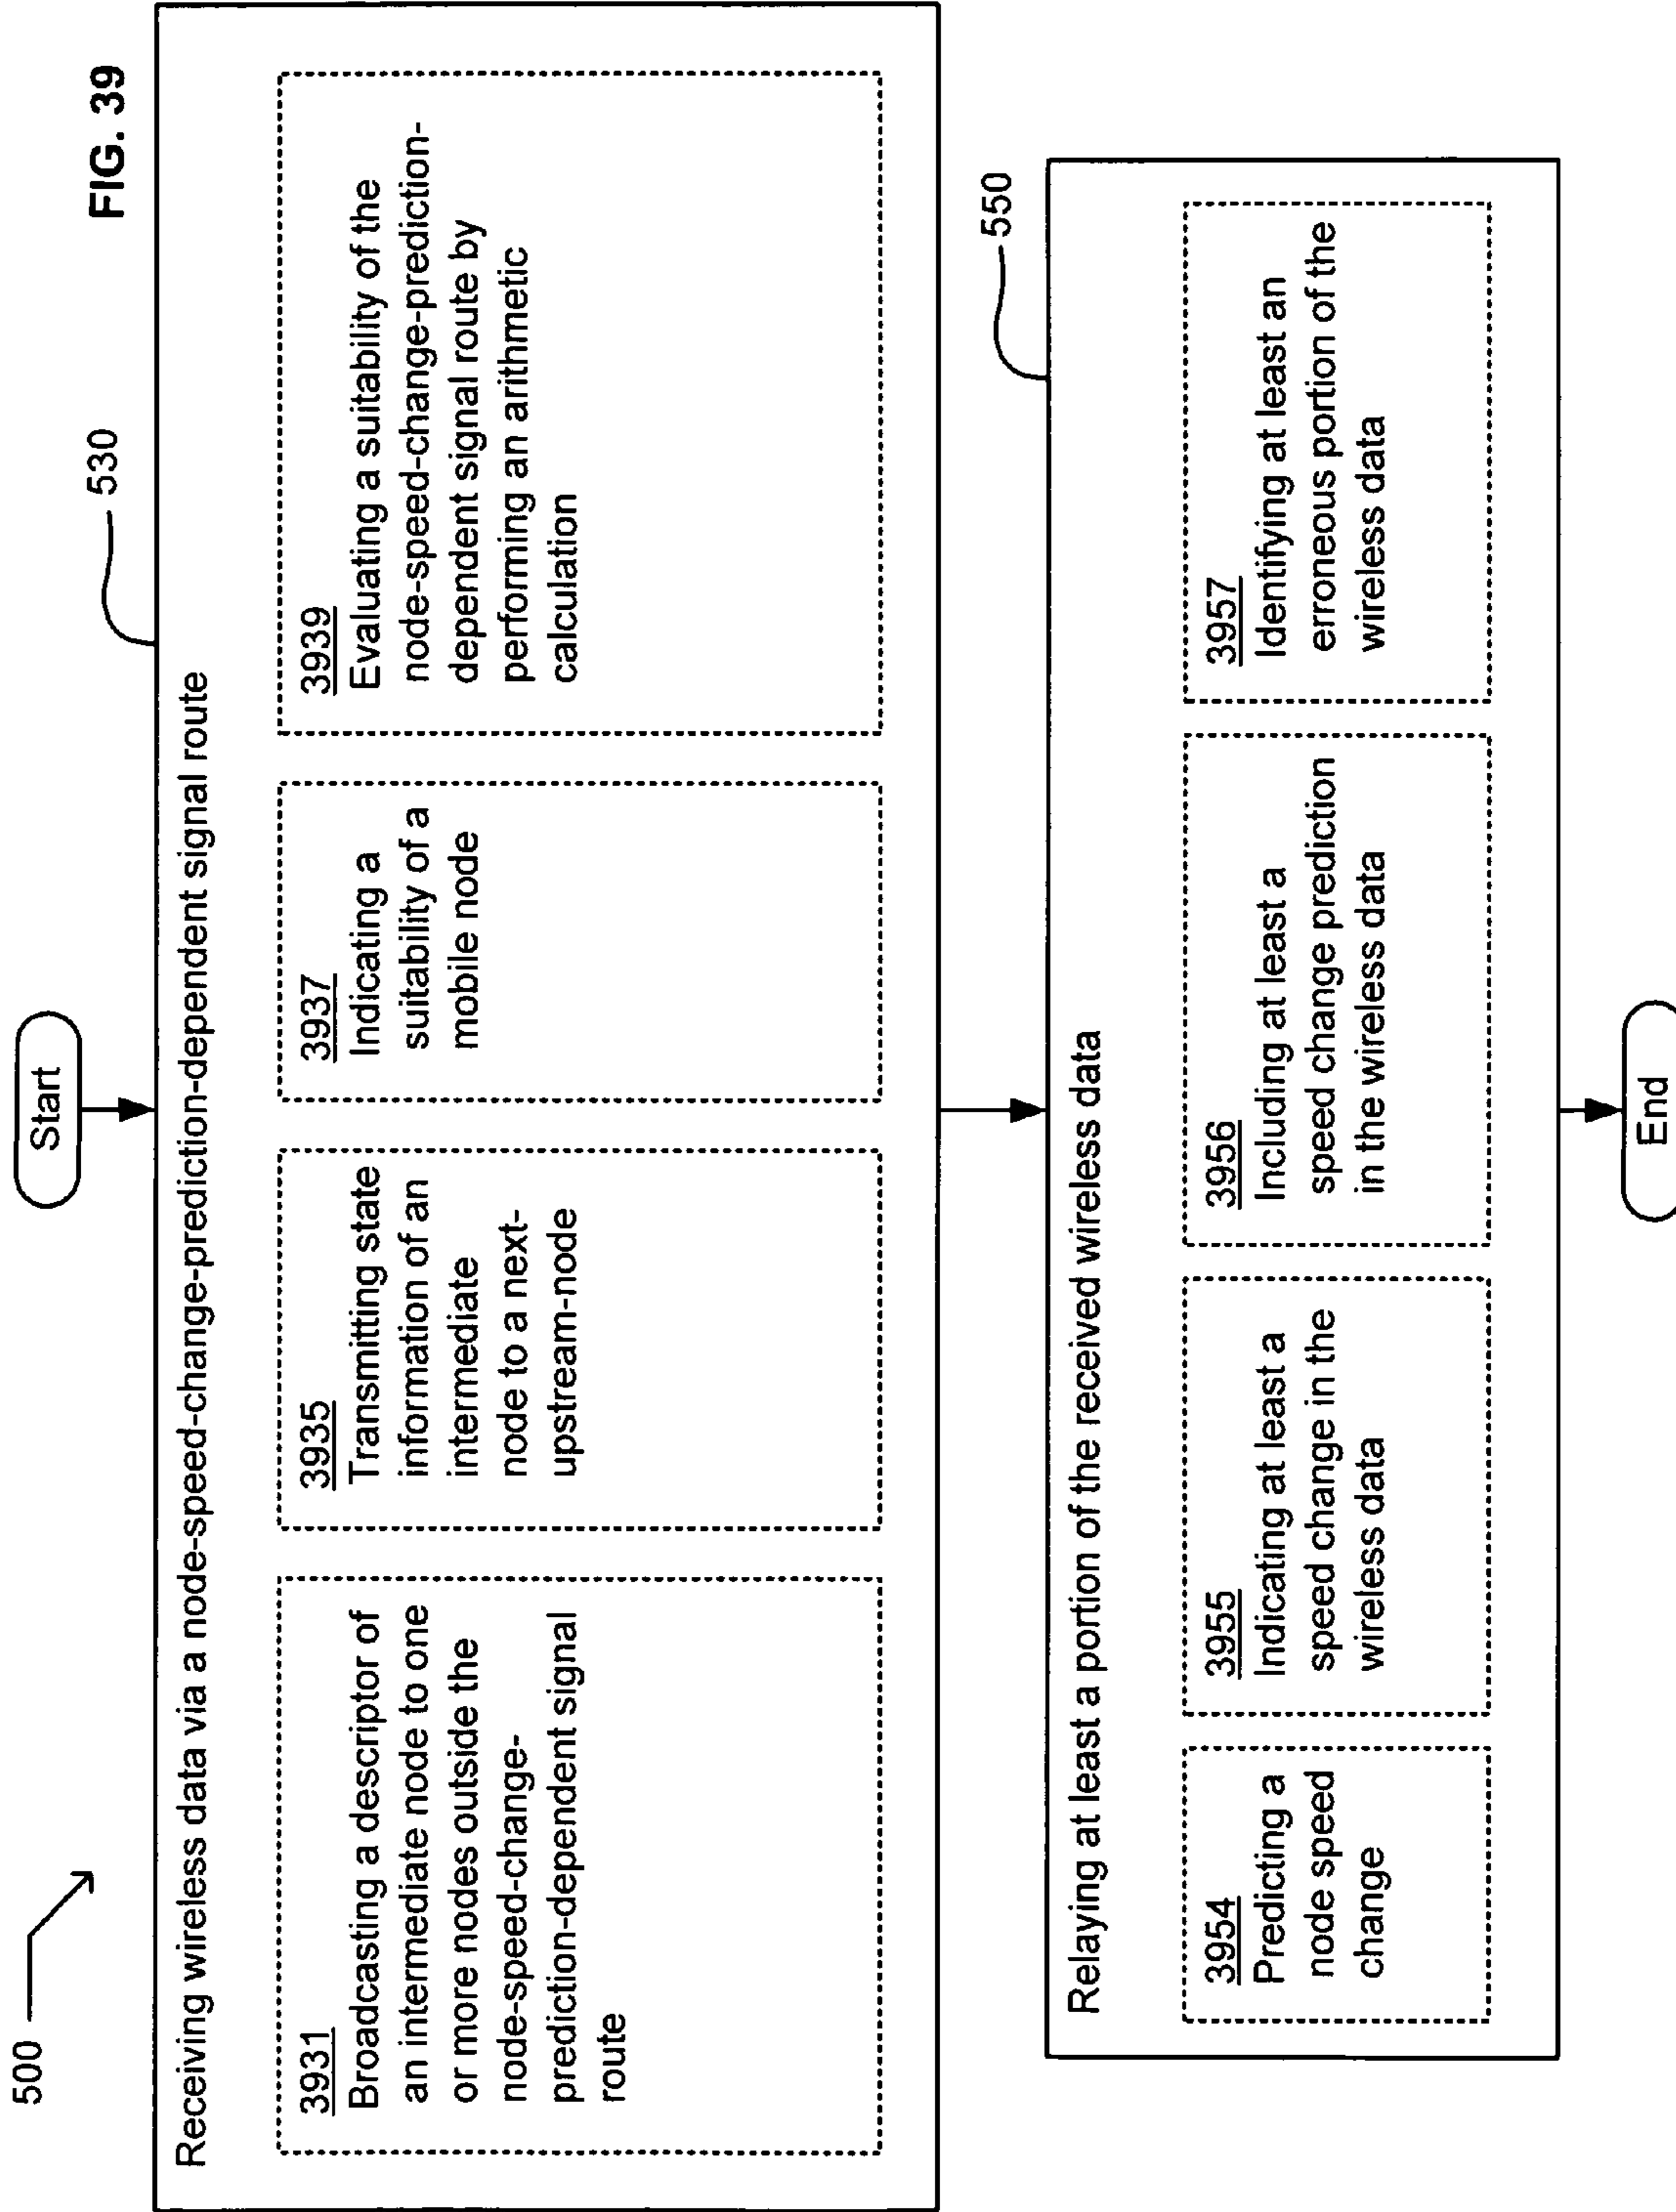 500
FIG. 39
Start
530
Receiving wireless data via a node-speed-change-prediction-dependent signal route
3931
Broadcasting a descriptor of
an intermediate node to one
or more nodes outside the
node-speed-change-
prediction-dependent signal
route
3935
Transmitting state
information of an
intermediate
node to a next-
upstream-node
3937
Indicating a
suitability of a
mobile node
3939
Evaluating a suitability of the
node-speed-change-prediction-
dependent signal route by
performing an arithmetic
calculation
550
Relaying at least a portion of the received wireless data
3954
Predicting a
node speed
change
3955
Indicating at least a
speed change in the
wireless data
3956
Including at least a
speed change prediction
in the wireless data
3957
Identifying at least an
erroneous portion of the
wireless data
End